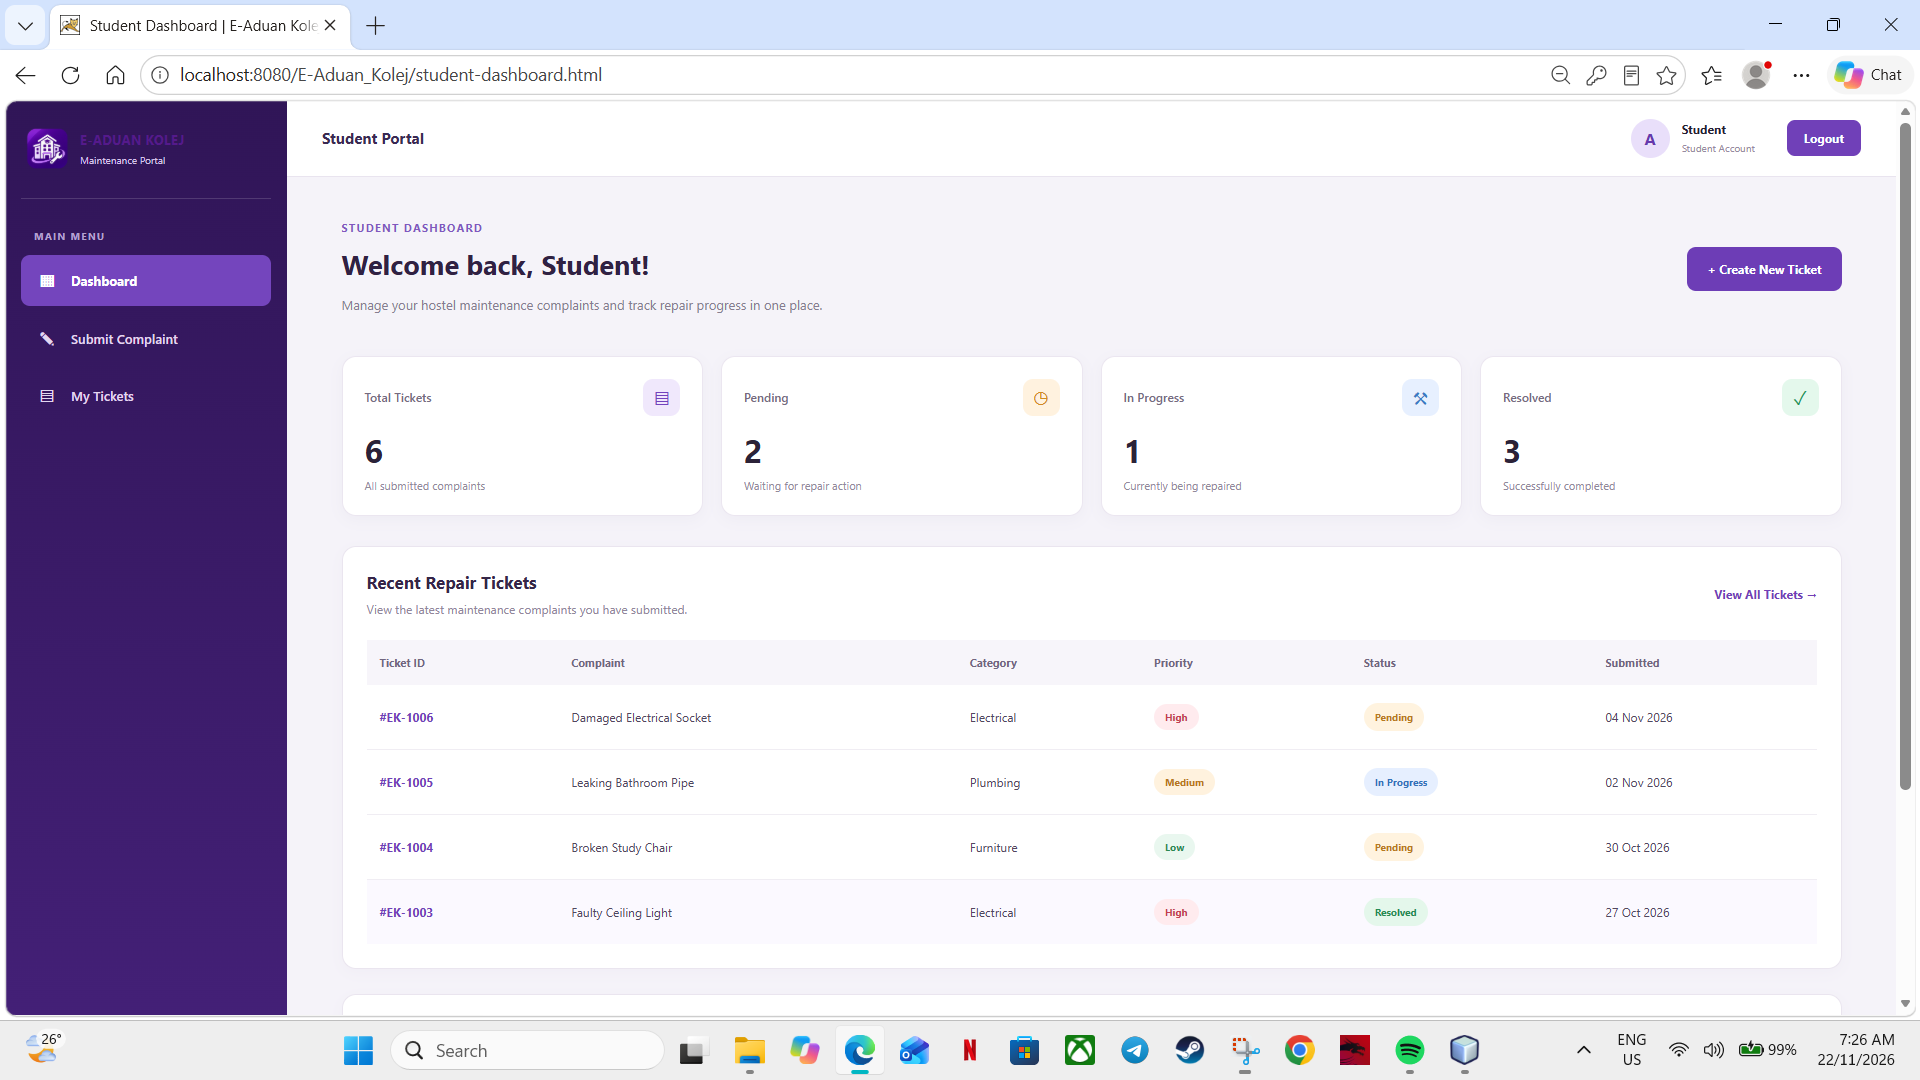 Student Dashboard | E-Aduan Kole
localhost:8080/E-Aduan_Kolej/student-dashboard.html
Chat
E-ADUAN KOLEJ
Maintenance Portal
MAIN MENU
Dashboard
Submit Complaint
My Tickets
Student Portal
A
Student
Student Account
Logout
STUDENT DASHBOARD
Welcome back, Student!
Manage your hostel maintenance complaints and track repair progress in one place.
+ Create New Ticket
Total Tickets
6
All submitted complaints
Pending
2
Waiting for repair action
In Progress
1
Currently being repaired
Resolved
3
Successfully completed
Recent Repair Tickets
View the latest maintenance complaints you have submitted.
View All Tickets →
Ticket ID Complaint Category Priority Status Submitted
#EK-1006 Damaged Electrical Socket Electrical High Pending 04 Nov 2026
#EK-1005 Leaking Bathroom Pipe Plumbing Medium In Progress 02 Nov 2026
#EK-1004 Broken Study Chair Furniture Low Pending 30 Oct 2026
#EK-1003 Faulty Ceiling Light Electrical High Resolved 27 Oct 2026
26°
Search
ENG
US
99%
7:26 AM
22/11/2026